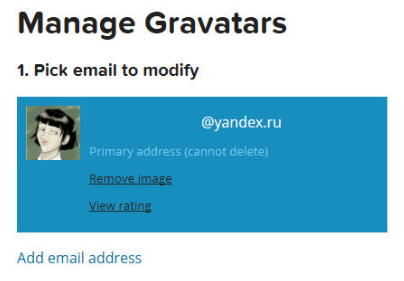 Manage Gravatars
1. Pick email to modify
@yandex.ru
Primary address (cannot delete)
Remove image
View rating
Add email address